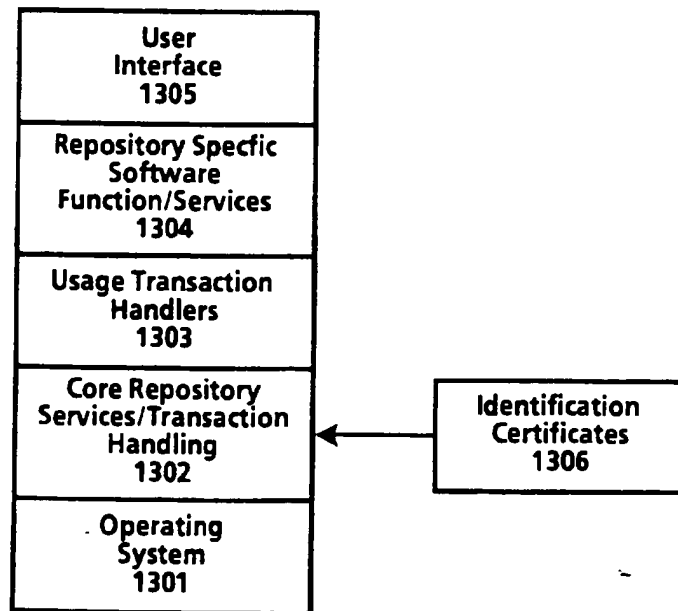 User
Interface
1305
Repository Specfic
Software
Function/Services
1304
Usage Transaction
Handlers
1303
Core Repository
Services/Transaction
Handling
1302
Identification
Certificates
1306
Operating
System
1301